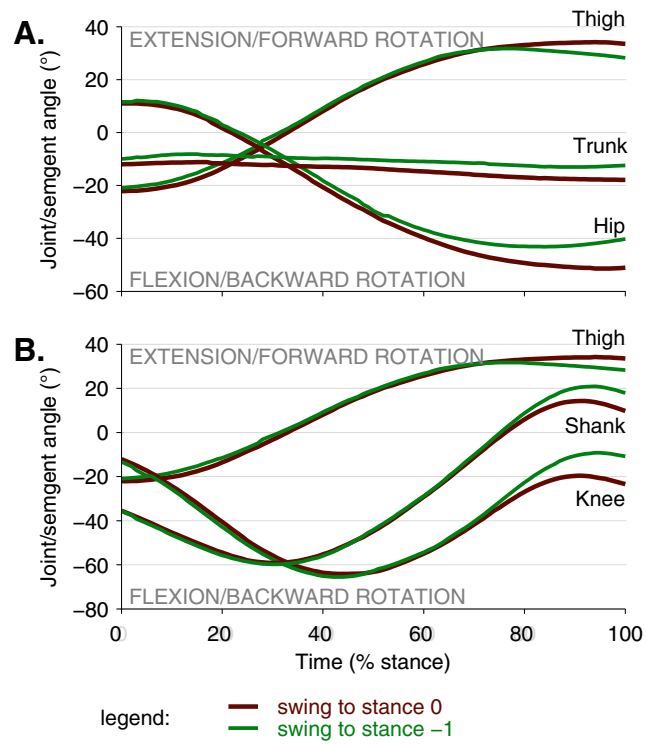 A.
EXTENSION/FORWARD ROTATION
Thigh
Trunk
Hip
FLEXION/BACKWARD ROTATION
Joint/semgent angle (°)
40
20
0
−20
−40
−60
B.
EXTENSION/FORWARD ROTATION
Thigh
Shank
Knee
FLEXION/BACKWARD ROTATION
Joint/semgent angle (°)
40
20
0
−20
−40
−60
−80
0 20 40 60 80 100
Time (% stance)
legend:
swing to stance 0
swing to stance −1